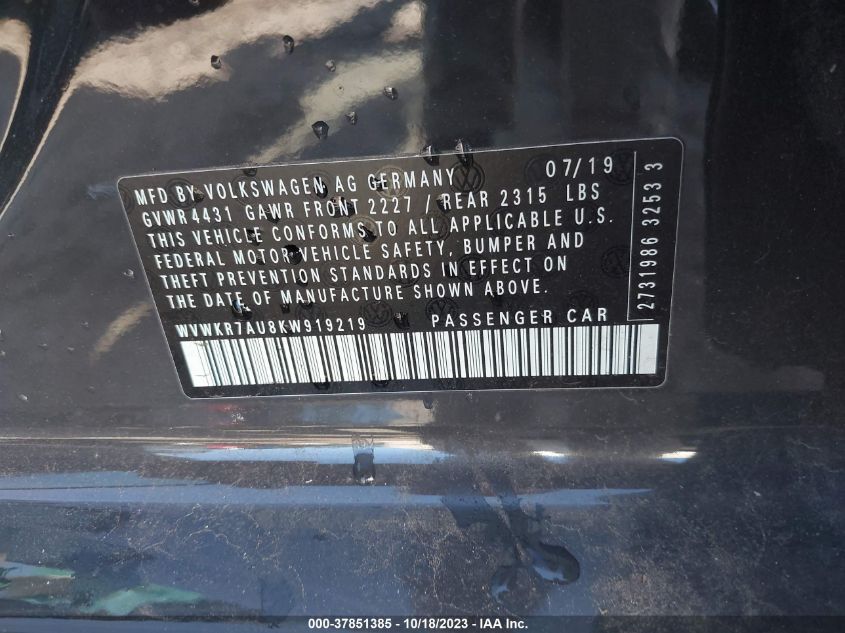 MFD BY VOLKSWAGEN AG GERMANY 07/19
GVWR4431 GAWR FRONT 2227 / REAR 2315 LBS
THIS VEHICLE CONFORMS TO ALL APPLICABLE U.S.
FEDERAL MOTOR VEHICLE SAFETY, BUMPER AND
THEFT PREVENTION STANDARDS IN EFFECT ON
THE DATE OF MANUFACTURE SHOWN ABOVE.
WVWKR7AU8KW919219 PASSENGER CAR
2731986 3253 3
000-37851385 - 10/18/2023 - IAA Inc.